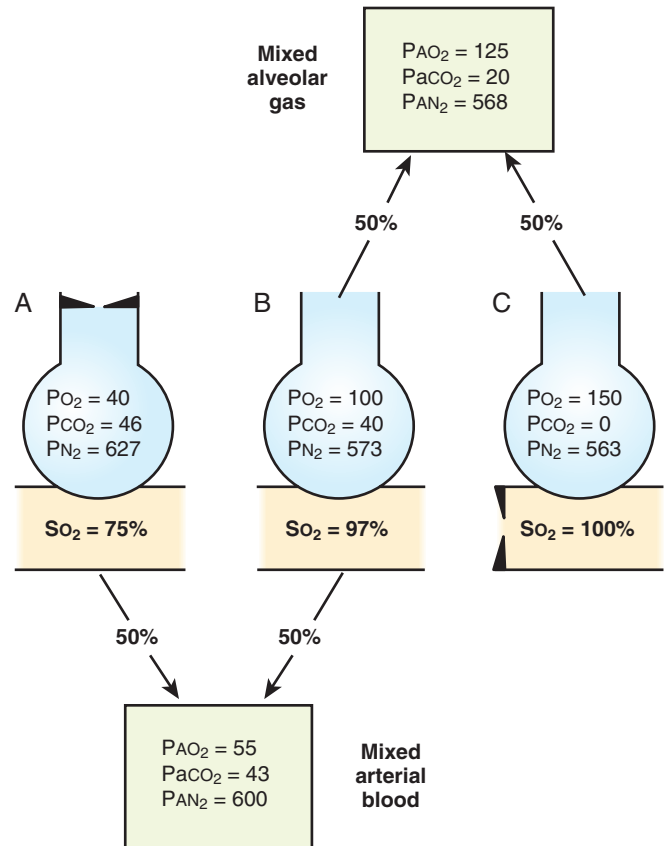 Mixed
alveolar
gas
PAO2 = 125
PaCO2 = 20
PAN2 = 568
50%
50%
A
B
C
PO2 = 40
PCO2 = 46
PN2 = 627
PO2 = 100
PCO2 = 40
PN2 = 573
PO2 = 150
PCO2 = 0
PN2 = 563
SO2 = 75%
SO2 = 97%
SO2 = 100%
50%
50%
PAO2 = 55
PaCO2 = 43
PAN2 = 600
Mixed
arterial
blood